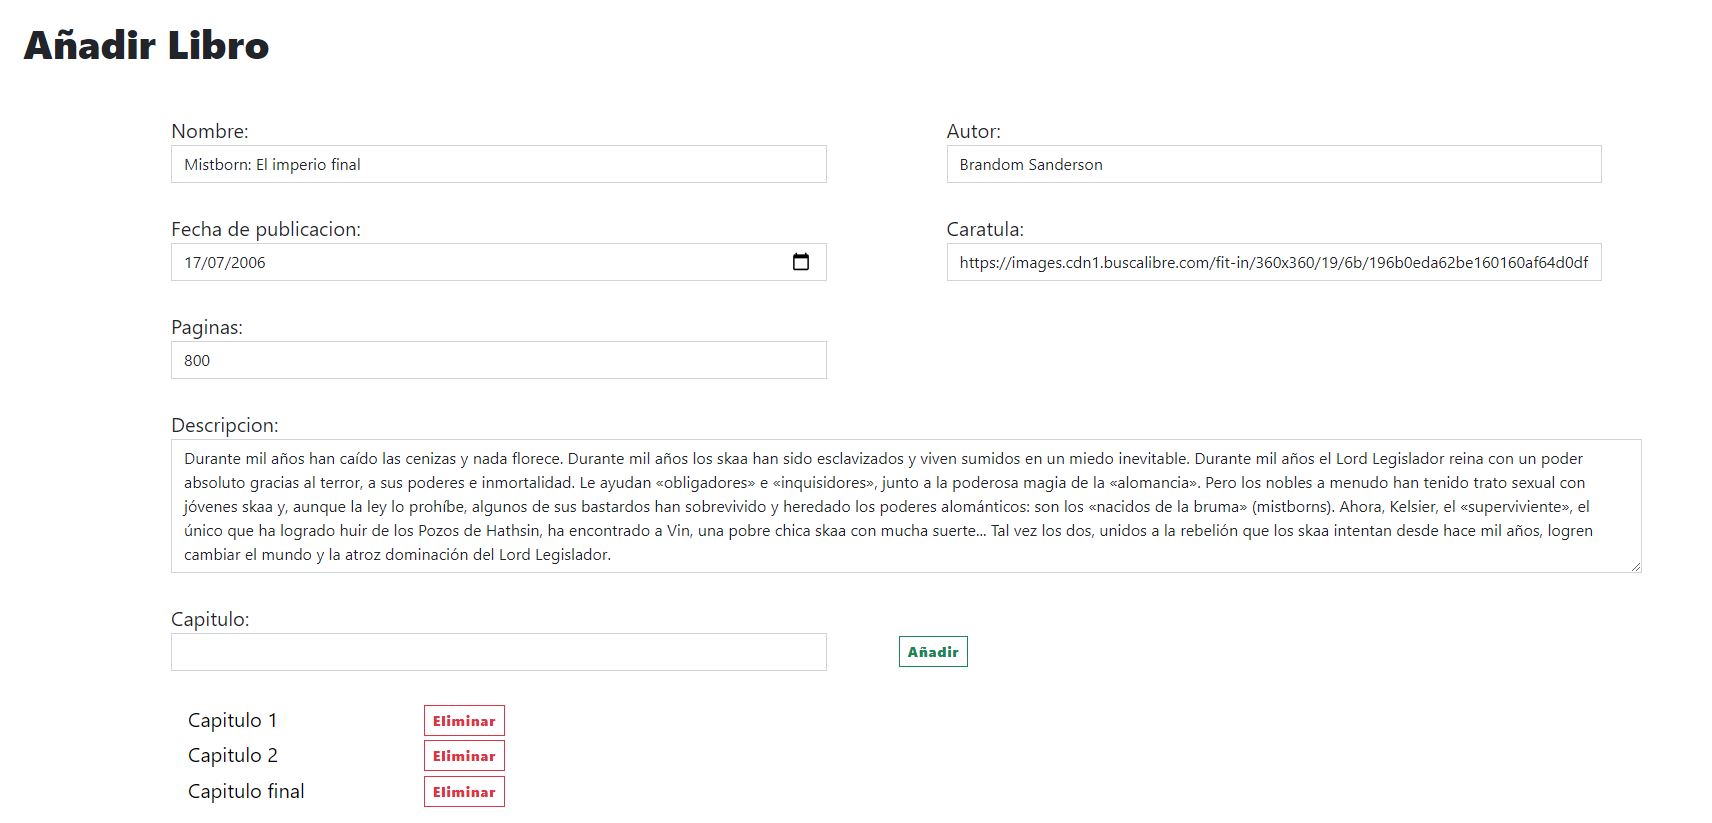 Añadir Libro
Nombre:
Autor:
Mistborn: El imperio final
Brandom Sanderson
Fecha de publicacion:
Caratula:
17/07/2006
https://images.cdn1.buscalibre.com/fit-in/360x360/19/6b/196b0eda62be160160af64d0df
Paginas:
800
Descripcion:
Durante mil años han caído las cenizas y nada florece. Durante mil años los skaa han sido esclavizados y viven sumidos en un miedo inevitable. Durante mil años el Lord Legislador reina con un poder
absoluto gracias al terror, a sus poderes e inmortalidad. Le ayudan «obligadores» e «inquisidores», junto a la poderosa magia de la «alomancia». Pero los nobles a menudo han tenido trato sexual con
jóvenes skaa y, aunque la ley lo prohíbe, algunos de sus bastardos han sobrevivido y heredado los poderes alománticos: son los «nacidos de la bruma» (mistborns). Ahora, Kelsier, el «superviviente», el
único que ha logrado huir de los Pozos de Hathsin, ha encontrado a Vin, una pobre chica skaa con mucha suerte... Tal vez los dos, unidos a la rebelión que los skaa intentan desde hace mil años, logren
cambiar el mundo y la atroz dominación del Lord Legislador.
Capitulo:
Añadir
Capitulo 1 Eliminar
Capitulo 2 Eliminar
Capitulo final Eliminar